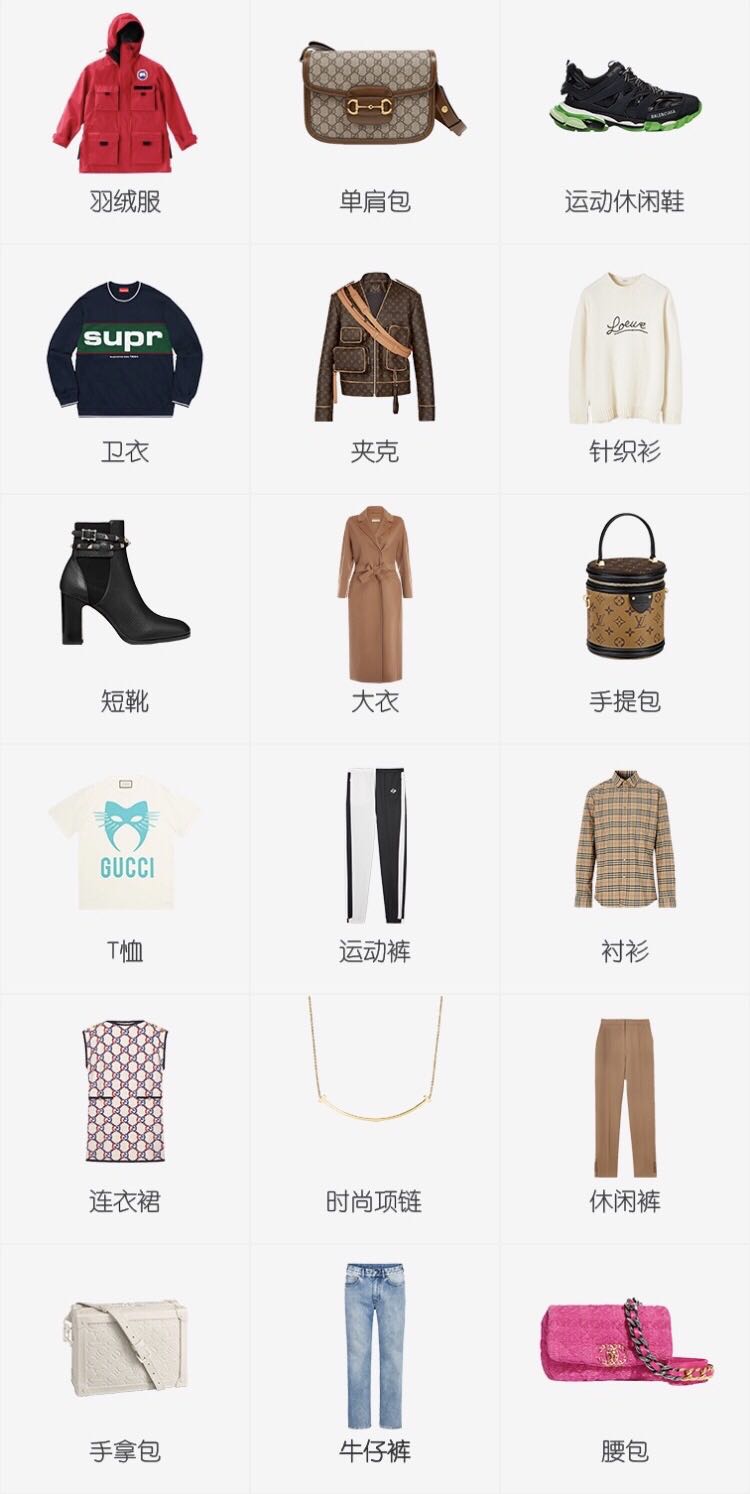 羽绒服
单肩包
BALENCIAGA
运动休闲鞋
supr
卫衣
夹克
Loewe
针织衫
短靴
大衣
LV
手提包
GUCCI
T恤
运动裤
衬衫
连衣裙
时尚项链
休闲裤
手拿包
牛仔裤
腰包